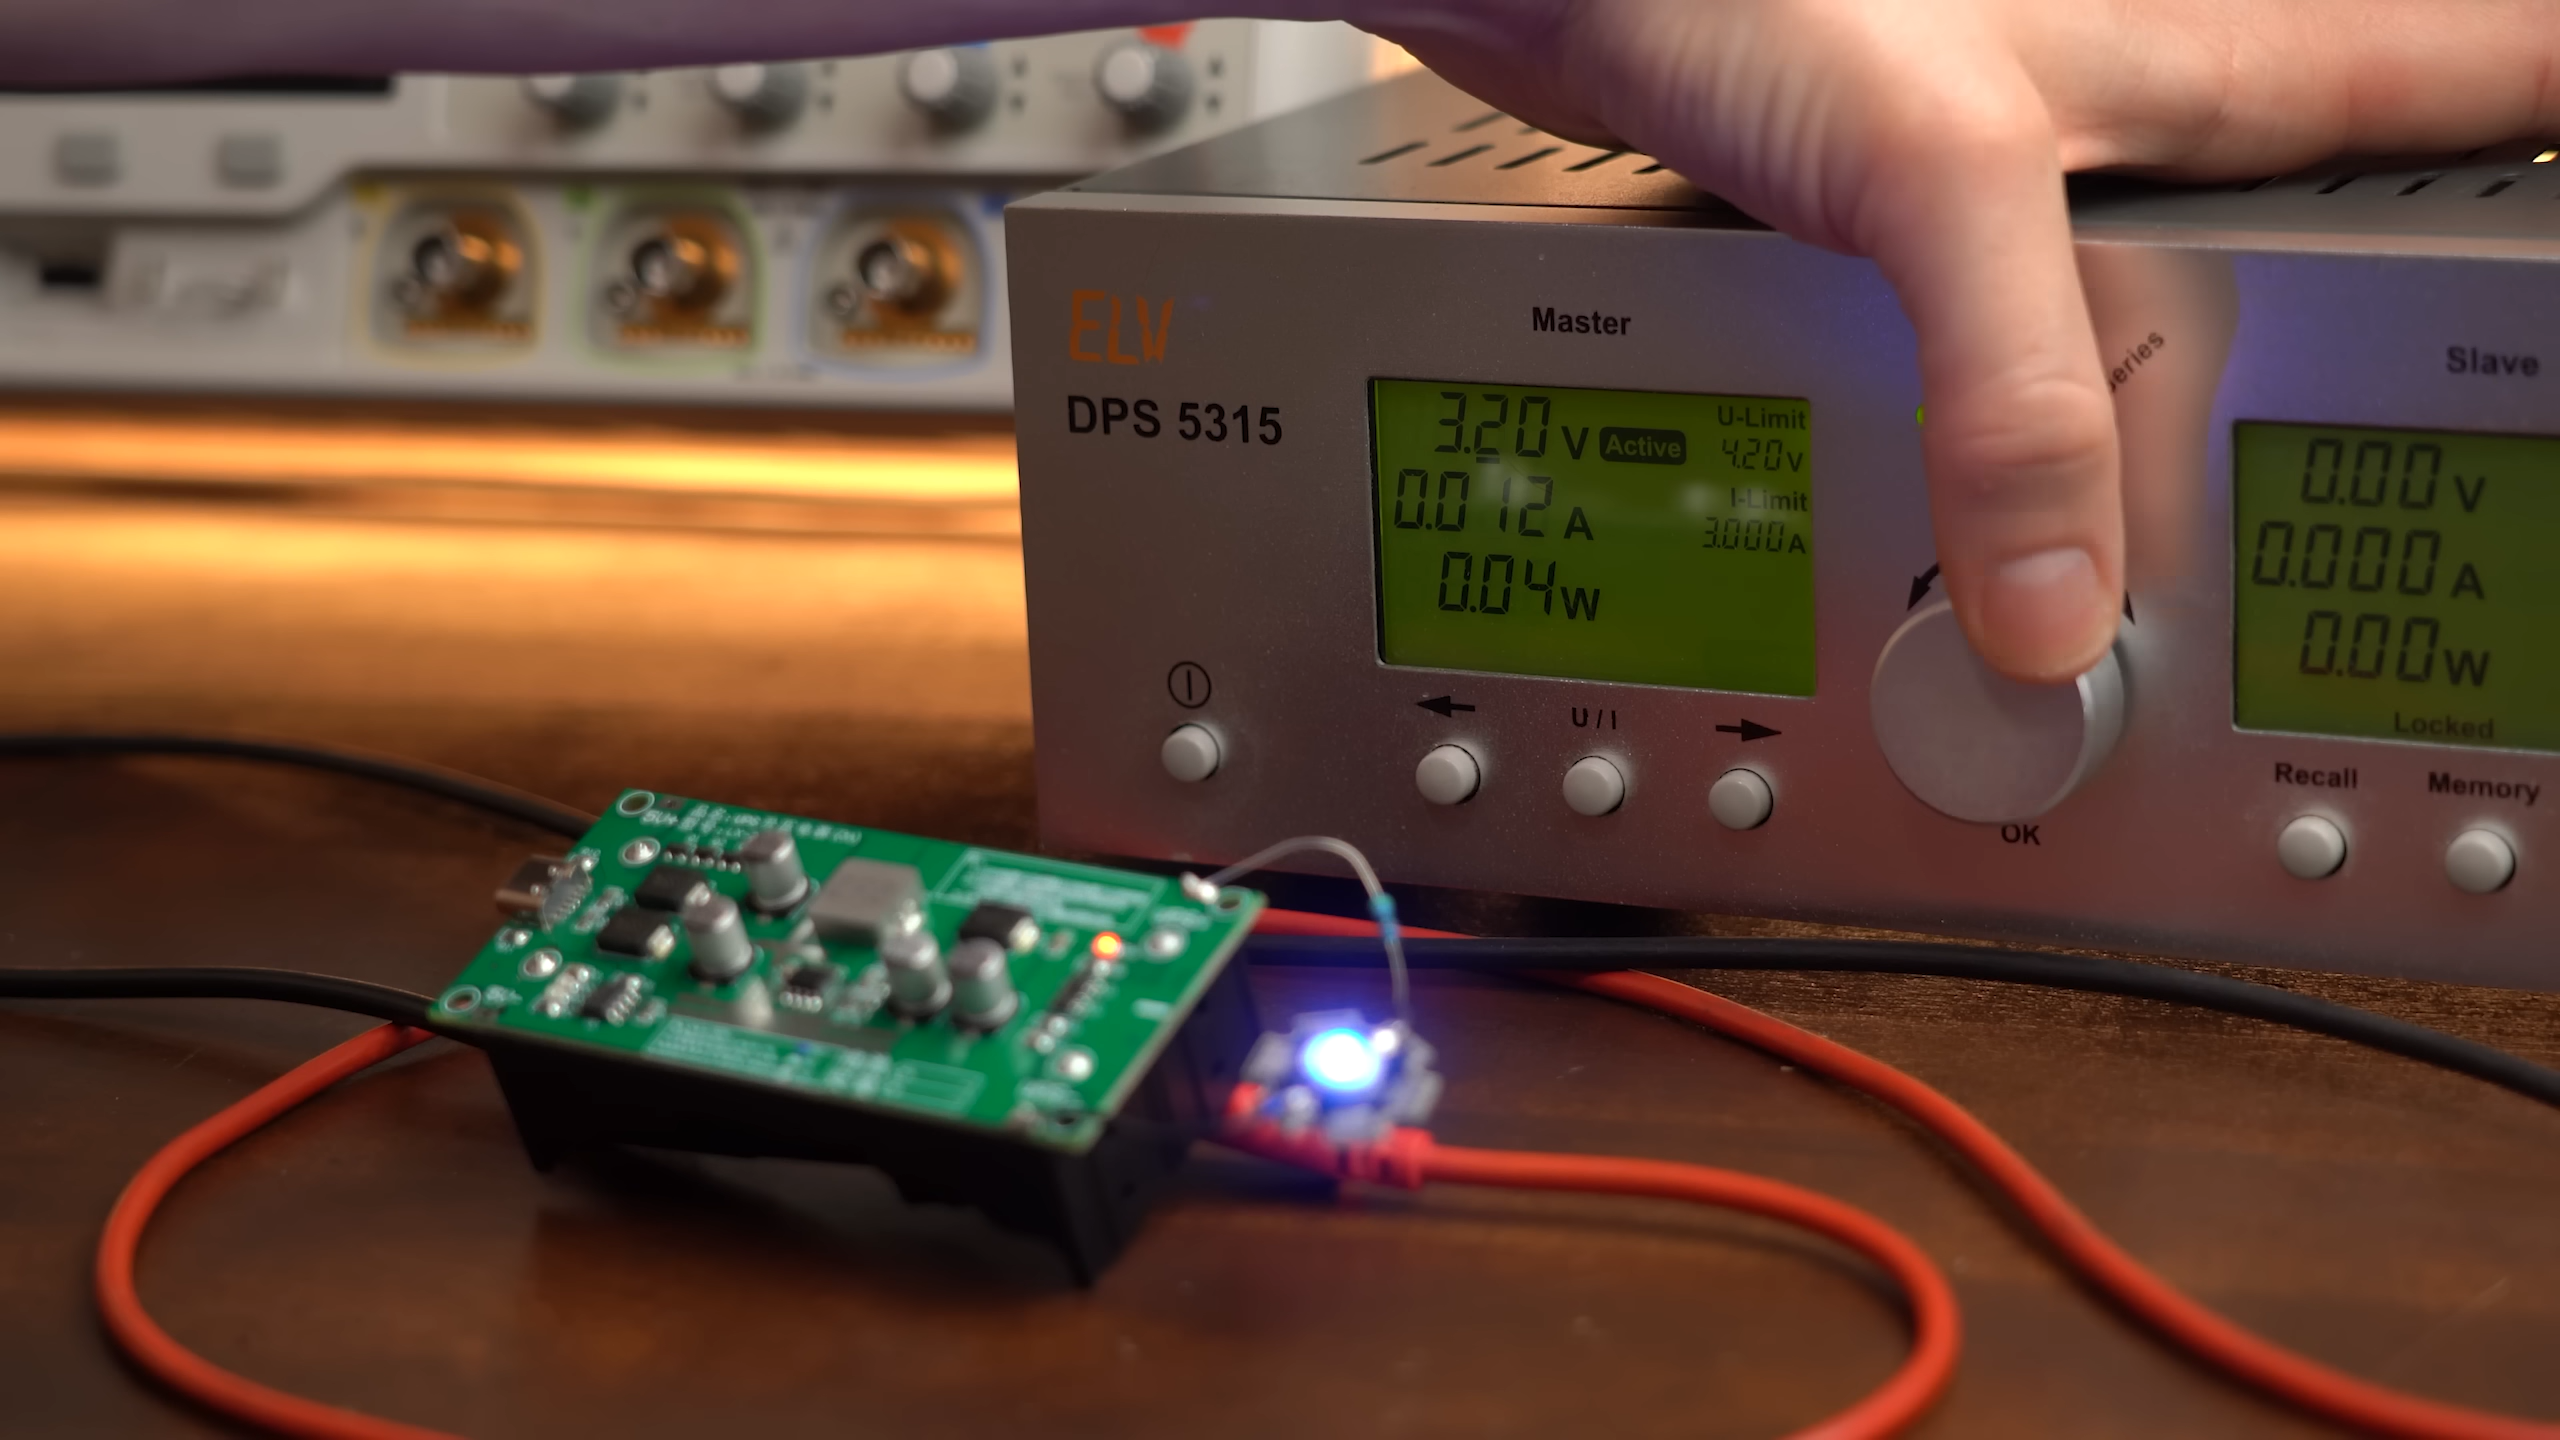 ELV
DPS 5315
Master
3.20 V Active
0.012 A
0.04 W
U-Limit
4.20 V
I-Limit
3.000 A
U / I
OK
Slave
0.00 V
0.000 A
0.00 W
Locked
Recall
Memory